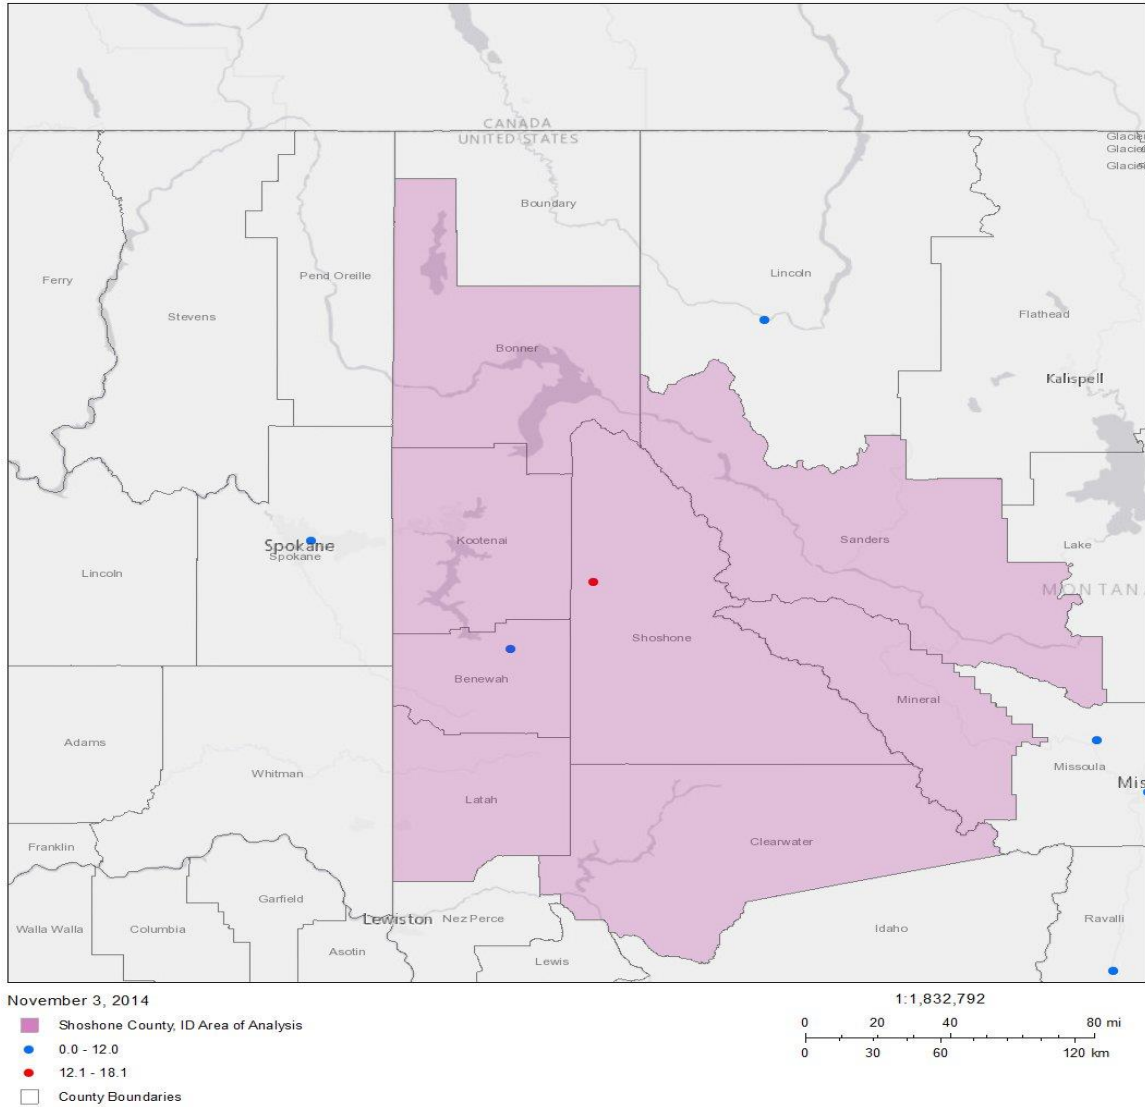 CANADA
UNITED STATES
Glacier
Glacier
Glacier
Boundary
Pend Oreille
Lincoln
Ferry
Stevens
Flathead
Bonner
Kalispell
Spokane
Spokane
Kootenai
Sanders
Lake
Lincoln
MONTANA
Shoshone
Benewah
Mineral
Adams
Whitman
Missoula
Mis
Latah
Franklin
Clearwater
Garfield
Lewiston
Nez Perce
Ravalli
Walla Walla
Columbia
Idaho
Asotin
Lewis
November 3, 2014
1:1,832,792
Shoshone County, ID Area of Analysis
0.0 - 12.0
12.1 - 18.1
County Boundaries
0 20 40 80 mi
0 30 60 120 km